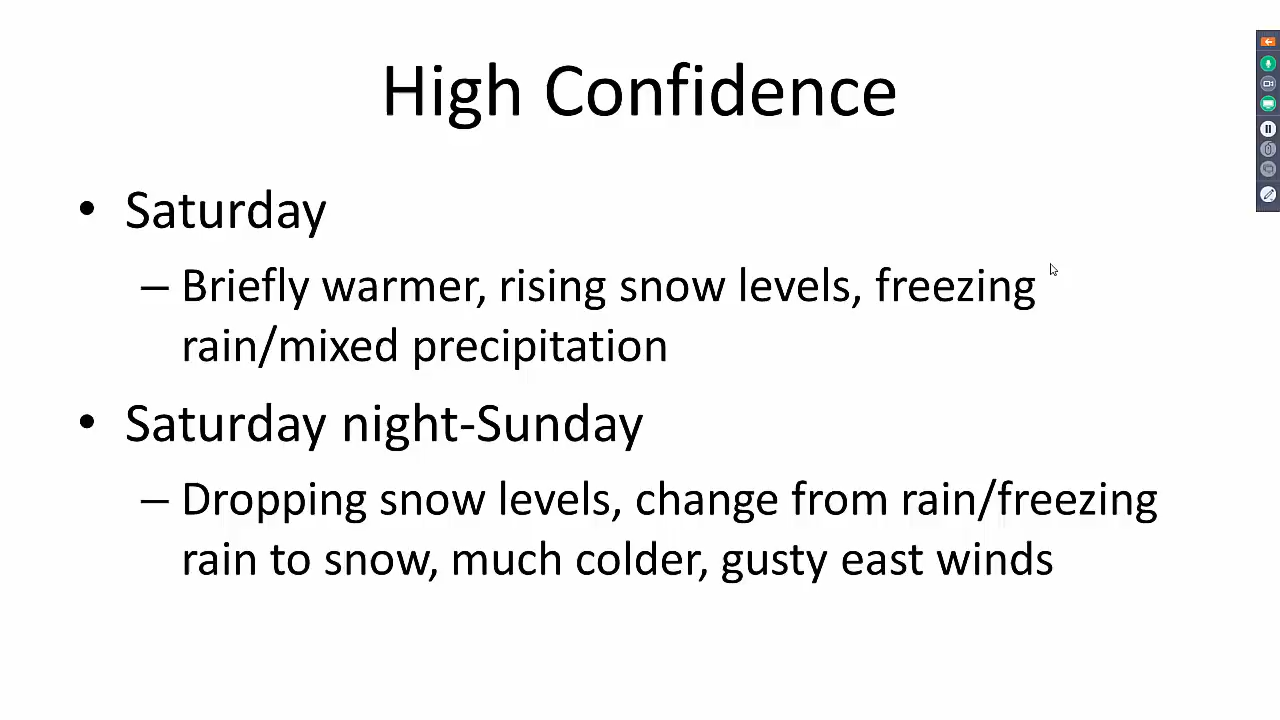 High Confidence
• Saturday
– Briefly warmer, rising snow levels, freezing
rain/mixed precipitation
• Saturday night-Sunday
– Dropping snow levels, change from rain/freezing
rain to snow, much colder, gusty east winds